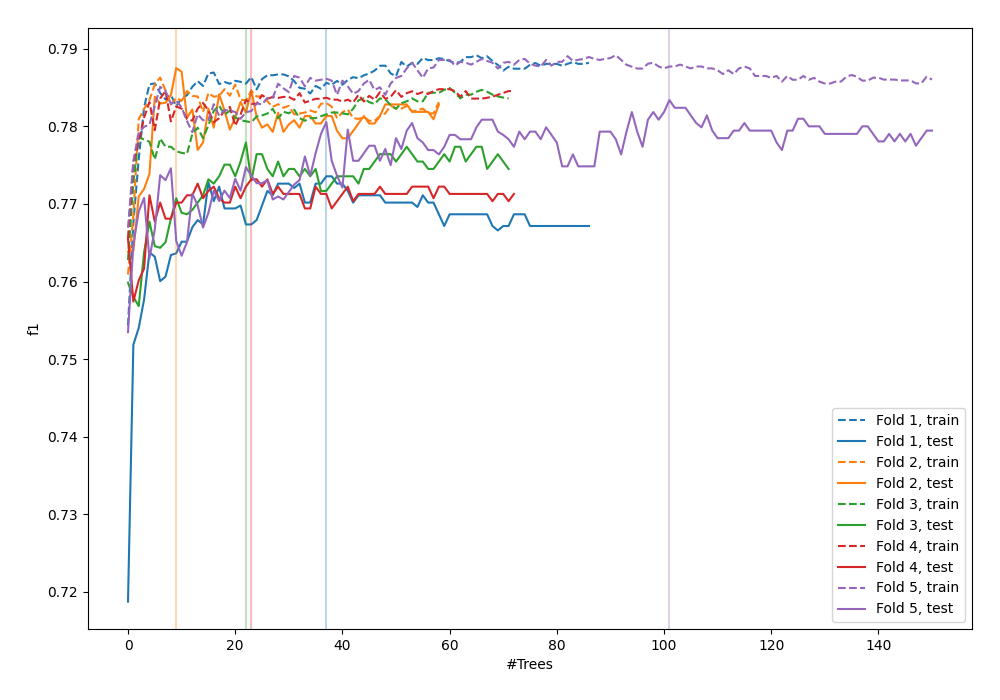 0.79
0.78
0.77
0.76
0.75
0.74
0.73
0.72
f1
0 20 40 60 80 100 120 140
#Trees
Fold 1, train
Fold 1, test
Fold 2, train
Fold 2, test
Fold 3, train
Fold 3, test
Fold 4, train
Fold 4, test
Fold 5, train
Fold 5, test